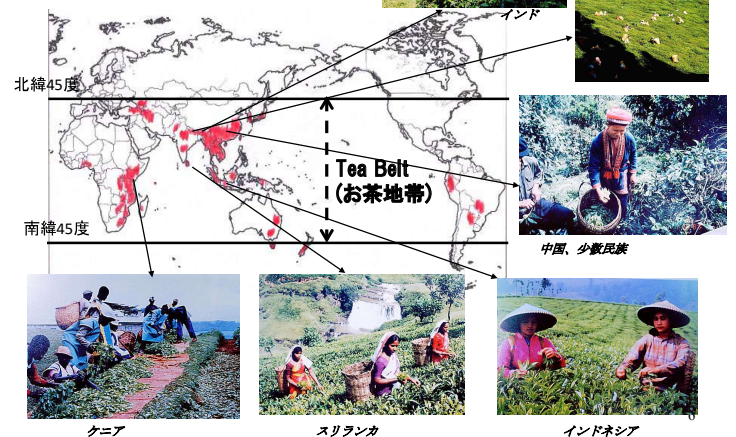 インド
北緯45度
Tea Belt
(お茶地帯)
南緯45度
中国、少数民族
ケニア
スリランカ
インドネシア
6